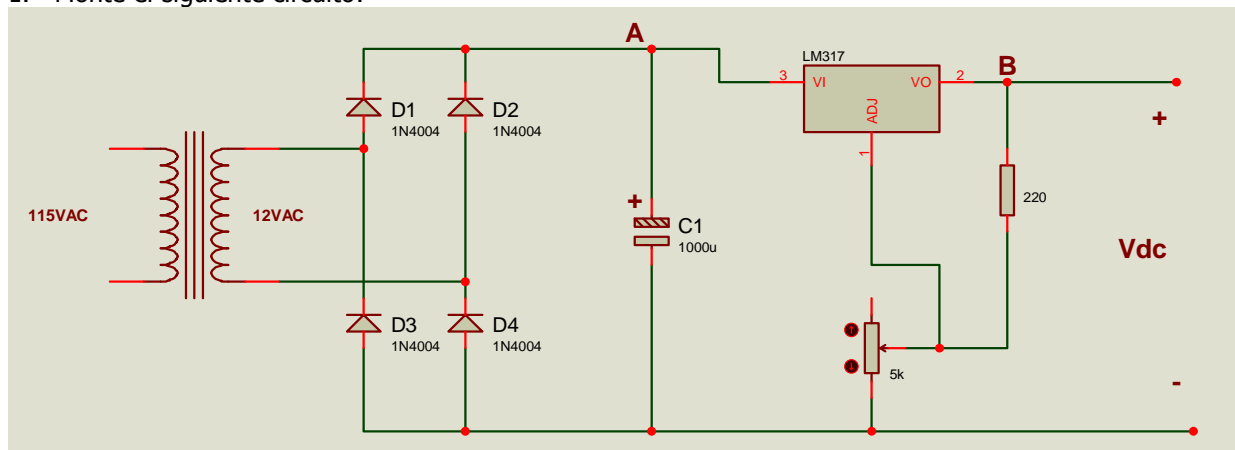 1. Monte el siguiente circuito:
A
LM317
3
VI
VO
2
B
ADJ
1
+
D1
1N4004
D2
1N4004
115VAC
12VAC
+
C1
1000u
220
Vdc
D3
1N4004
D4
1N4004
5k
-